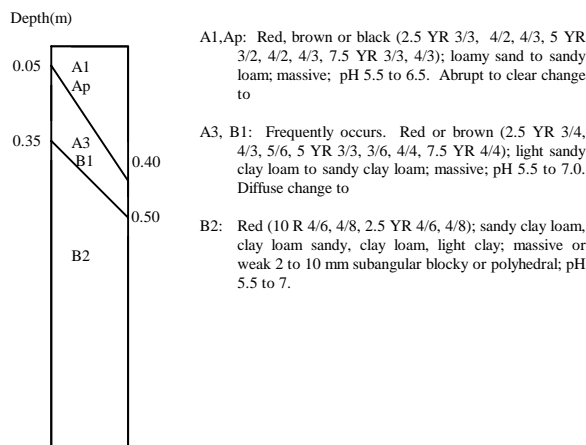 Depth(m)
0.05
A1
Ap
0.35
A3
B1
0.40
0.50
B2
A1,Ap: Red, brown or black (2.5 YR 3/3, 4/2, 4/3, 5 YR
3/2, 4/2, 4/3, 7.5 YR 3/3, 4/3); loamy sand to sandy
loam; massive; pH 5.5 to 6.5. Abrupt to clear change
to
A3, B1: Frequently occurs. Red or brown (2.5 YR 3/4,
4/3, 5/6, 5 YR 3/3, 3/6, 4/4, 7.5 YR 4/4); light sandy
clay loam to sandy clay loam; massive; pH 5.5 to 7.0.
Diffuse change to
B2: Red (10 R 4/6, 4/8, 2.5 YR 4/6, 4/8); sandy clay loam,
clay loam sandy, clay loam, light clay; massive or
weak 2 to 10 mm subangular blocky or polyhedral; pH
5.5 to 7.